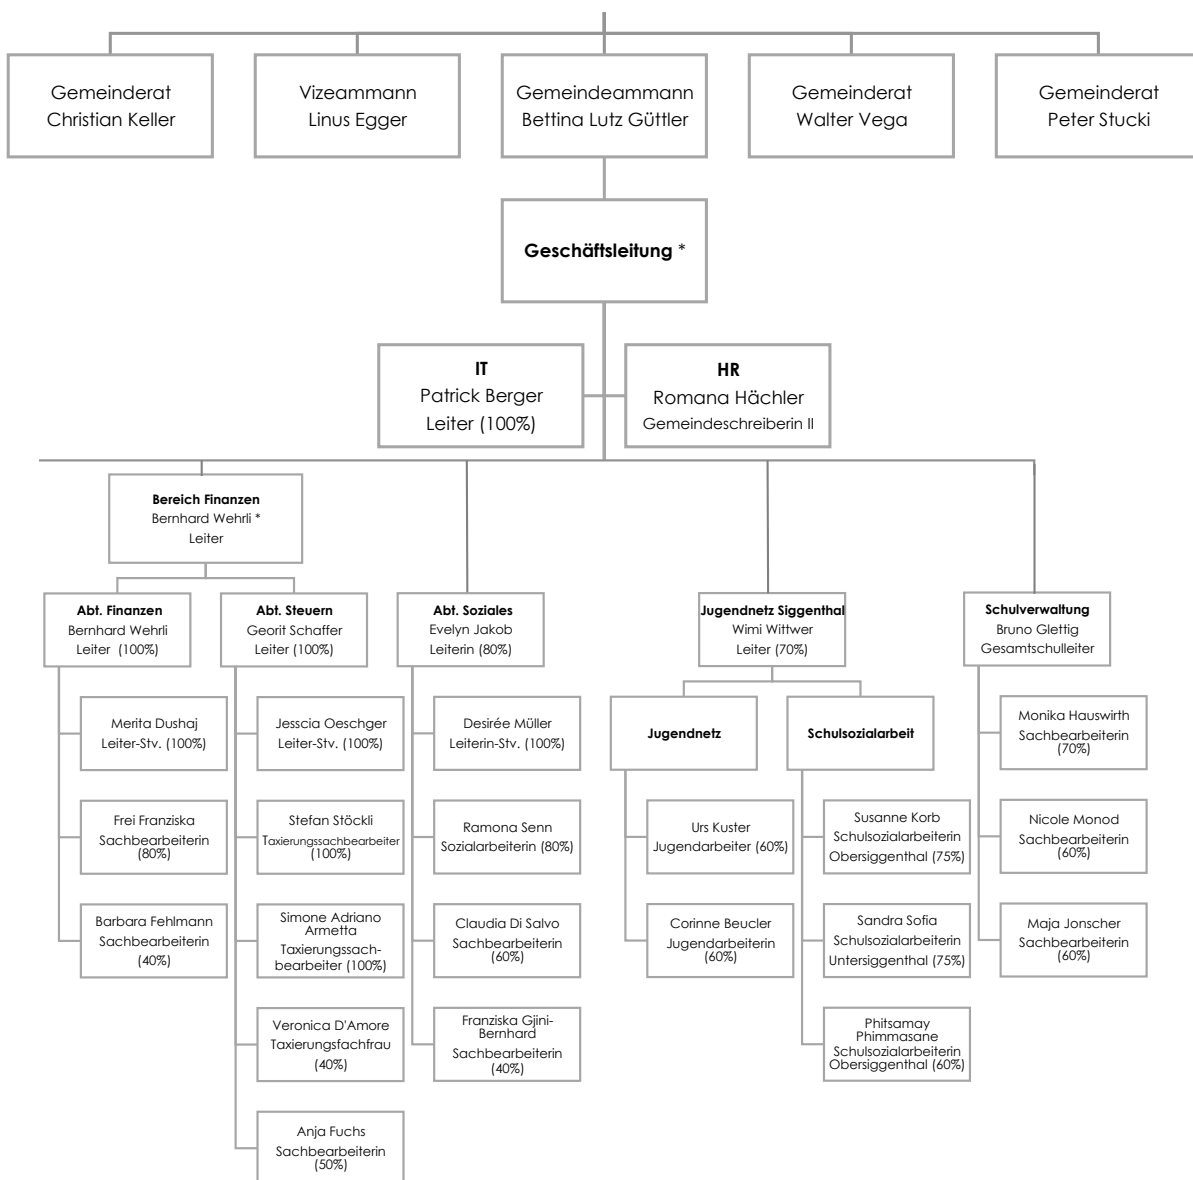 Gemeinderat
Christian Keller
Vizeammann
Linus Egger
Gemeindeammann
Bettina Lutz Güttler
Gemeinderat
Walter Vega
Gemeinderat
Peter Stucki
Geschäftsleitung *
IT
Patrick Berger
Leiter (100%)
HR
Romana Hächler
Gemeindeschreiberin II
Bereich Finanzen
Bernhard Wehrli *
Leiter
Abt. Finanzen
Bernhard Wehrli
Leiter (100%)
Merita Dushaj
Leiter-Stv. (100%)
Frei Franziska
Sachbearbeiterin
(80%)
Barbara Fehlmann
Sachbearbeiterin
(40%)
Abt. Steuern
Georit Schaffer
Leiter (100%)
Jesscia Oeschger
Leiter-Stv. (100%)
Stefan Stöckli
Taxierungssachbearbeiter
(100%)
Simone Adriano
Armetta
Taxierungssach-
bearbeiter (100%)
Veronica D'Amore
Taxierungsfachfrau
(40%)
Anja Fuchs
Sachbearbeiterin
(50%)
Abt. Soziales
Evelyn Jakob
Leiterin (80%)
Desirée Müller
Leiterin-Stv. (100%)
Ramona Senn
Sozialarbeiterin (80%)
Claudia Di Salvo
Sachbearbeiterin
(60%)
Franziska Gjini-
Bernhard
Sachbearbeiterin
(40%)
Jugendnetz Siggenthal
Wimi Wittwer
Leiter (70%)
Jugendnetz
Urs Kuster
Jugendarbeiter (60%)
Corinne Beucler
Jugendarbeiterin
(60%)
Schulsozialarbeit
Susanne Korb
Schulsozialarbeiterin
Obersiggenthal (75%)
Sandra Sofia
Schulsozialarbeiterin
Untersiggenthal (75%)
Phitsamay
Phimmasane
Schulsozialarbeiterin
Obersiggenthal (60%)
Schulverwaltung
Bruno Glettig
Gesamtschulleiter
Monika Hauswirth
Sachbearbeiterin
(70%)
Nicole Monod
Sachbearbeiterin
(60%)
Maja Jonscher
Sachbearbeiterin
(60%)